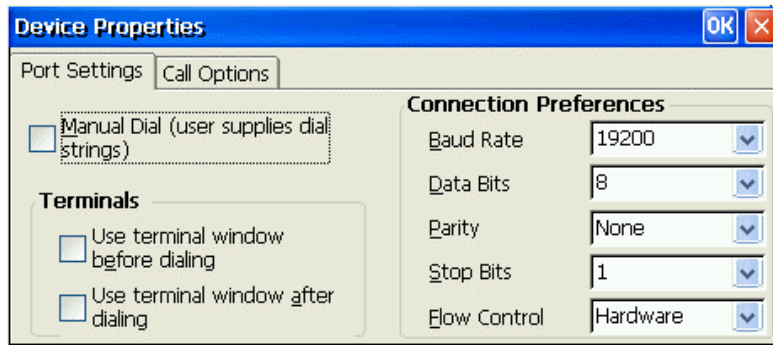 Device Properties OK
Port Settings Call Options
Manual Dial (user supplies dial
strings)
Terminals
Use terminal window
before dialing
Use terminal window after
dialing
Connection Preferences
Baud Rate 19200
Data Bits 8
Parity None
Stop Bits 1
Flow Control Hardware